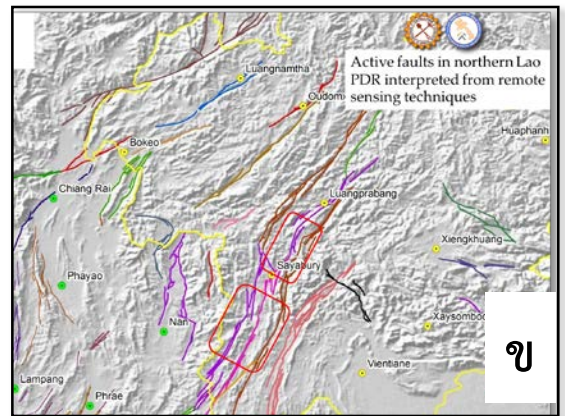 Active faults in northern Lao
PDR interpreted from remote
sensing techniques
Luangnamtha
Oudom
Huaphanh
Bokeo
Chiang Rai
Luangprabang
Xiengkhuang
Sayabury
Phayao
Nan
Xaysombo
ข
Vientiane
Lampang
Phrae